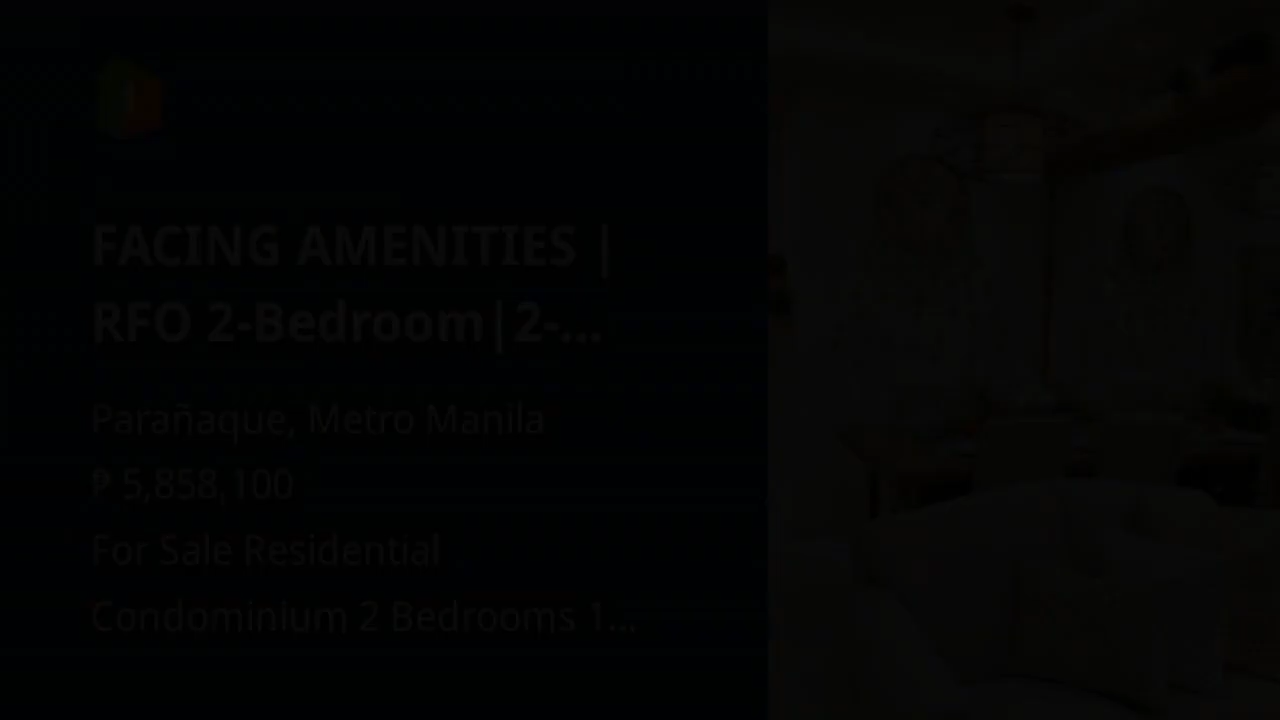 FACING AMENITIES |
RFO 2-Bedroom|2-...
Parañaque, Metro Manila
₱ 5,858,100
For Sale Residential
Condominium 2 Bedrooms 1...